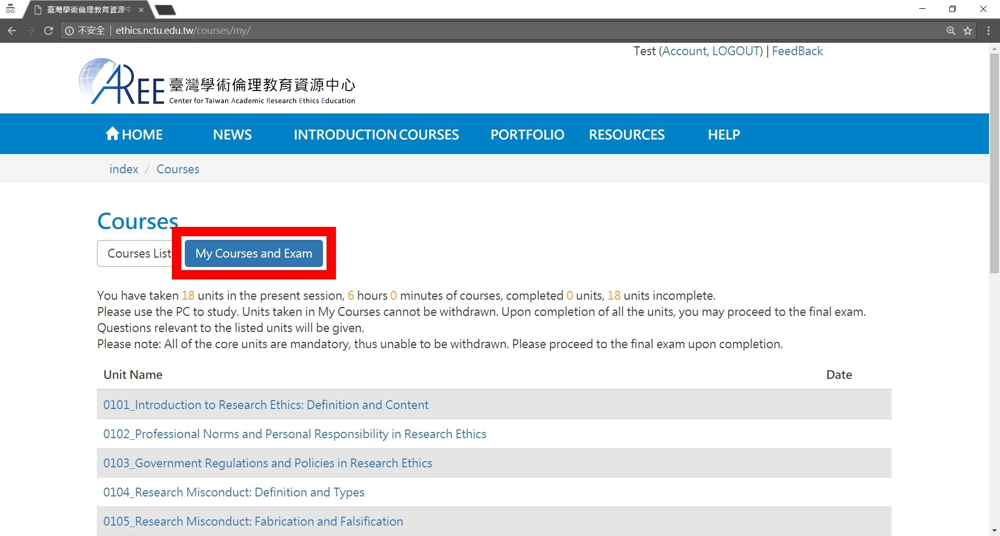 臺灣學術倫理教育資源中
不安全 | ethics.nctu.edu.tw/courses/my/
Test (Account, LOGOUT) | FeedBack
AREE 臺灣學術倫理教育資源中心
Center for Taiwan Academic Research Ethics Education
HOME NEWS INTRODUCTION COURSES PORTFOLIO RESOURCES HELP
index / Courses
Courses
Courses List My Courses and Exam
You have taken 18 units in the present session, 6 hours 0 minutes of courses, completed 0 units, 18 units incomplete.
Please use the PC to study. Units taken in My Courses cannot be withdrawn. Upon completion of all the units, you may proceed to the final exam.
Questions relevant to the listed units will be given.
Please note: All of the core units are mandatory, thus unable to be withdrawn. Please proceed to the final exam upon completion.
Unit Name Date
0101_Introduction to Research Ethics: Definition and Content
0102_Professional Norms and Personal Responsibility in Research Ethics
0103_Government Regulations and Policies in Research Ethics
0104_Research Misconduct: Definition and Types
0105_Research Misconduct: Fabrication and Falsification